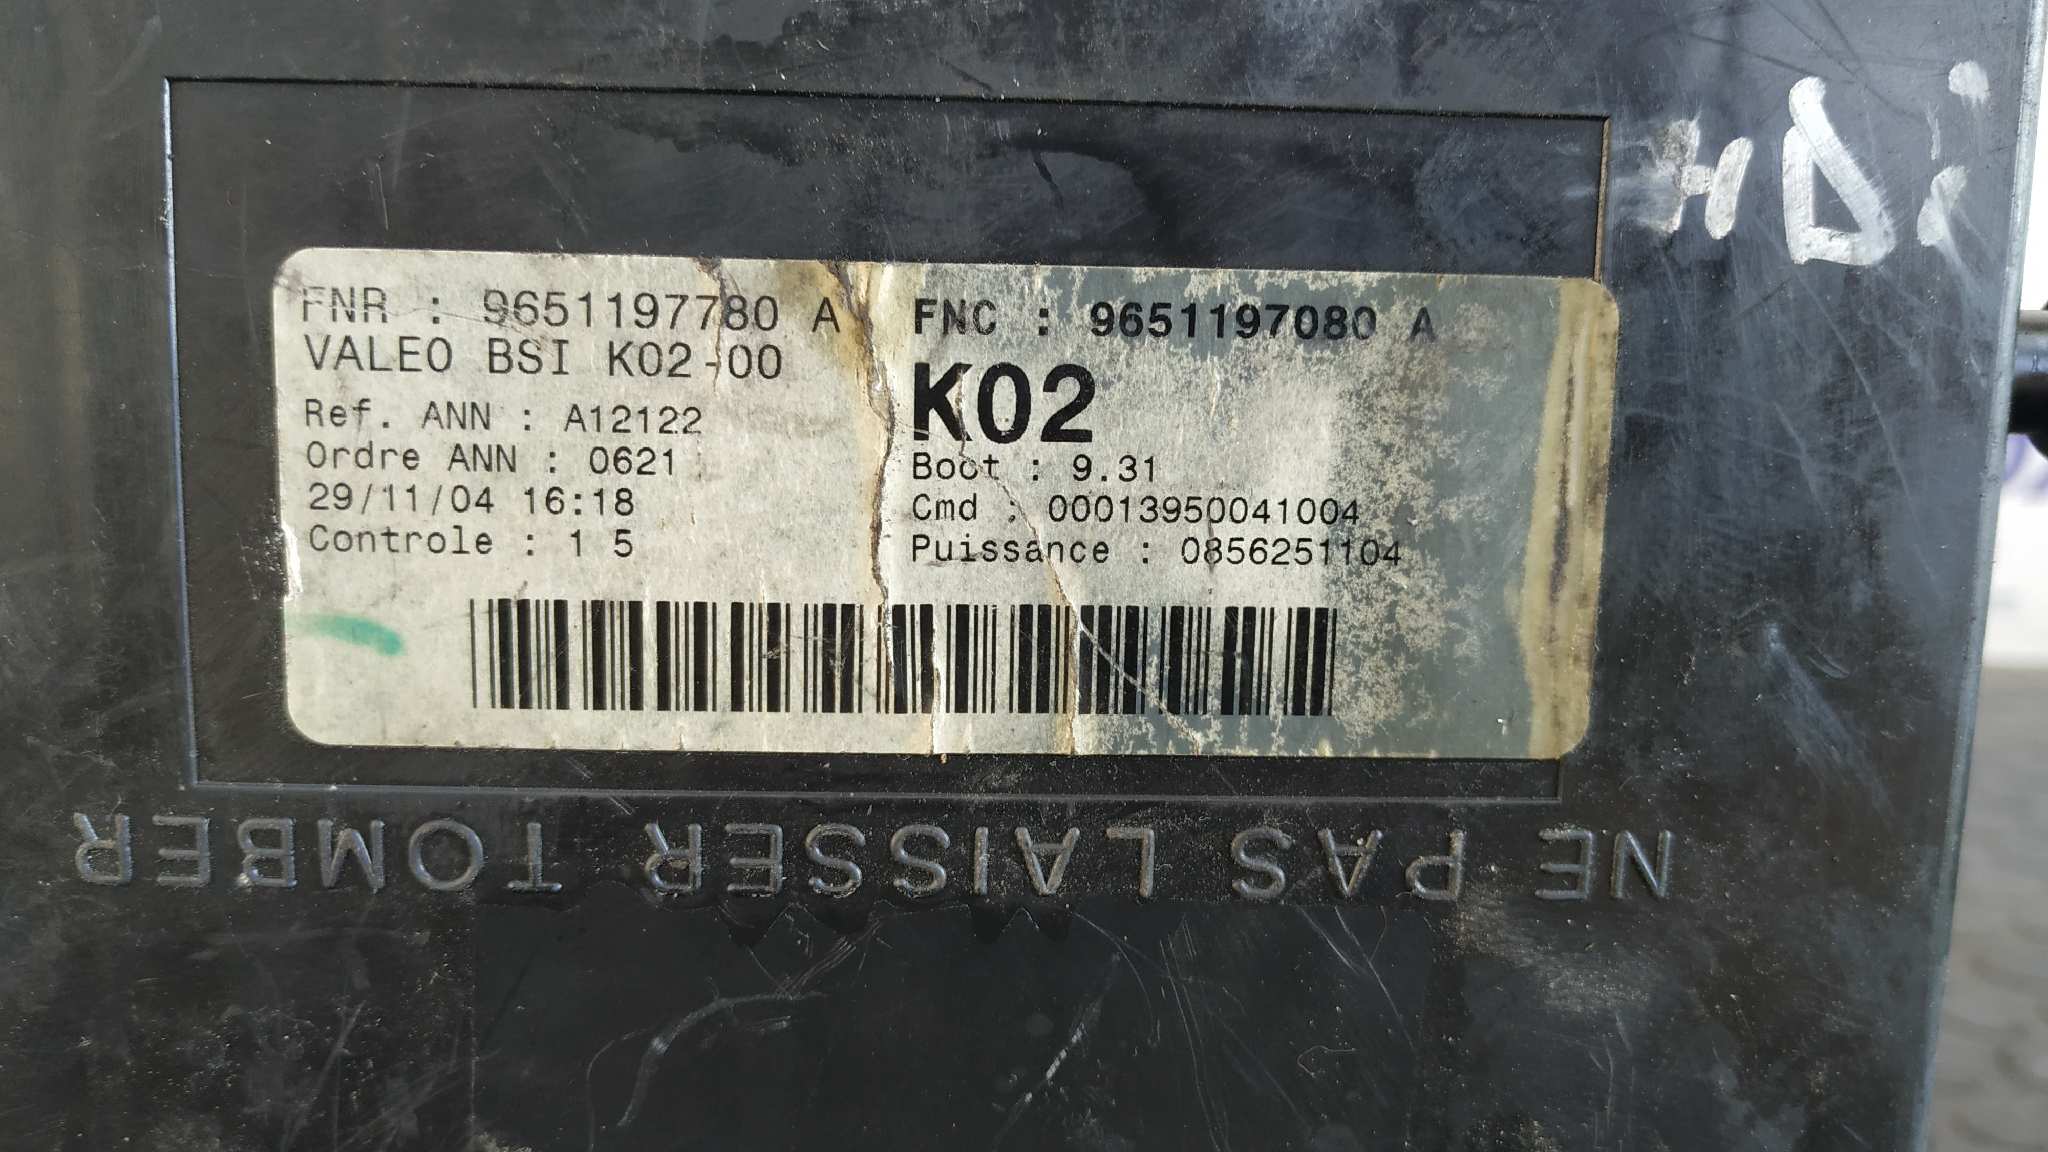 HDi
FNR : 9651197780 A
VALEO BSI K02-00
Ref. ANN : A12122
Ordre ANN : 0621
29/11/04 16:18
Controle : 1 5
FNC : 9651197080 A
K02
Boot : 9.31
Cmd : 00013950041004
Puissance : 0856251104
NE PAS LAISSER TOMBER